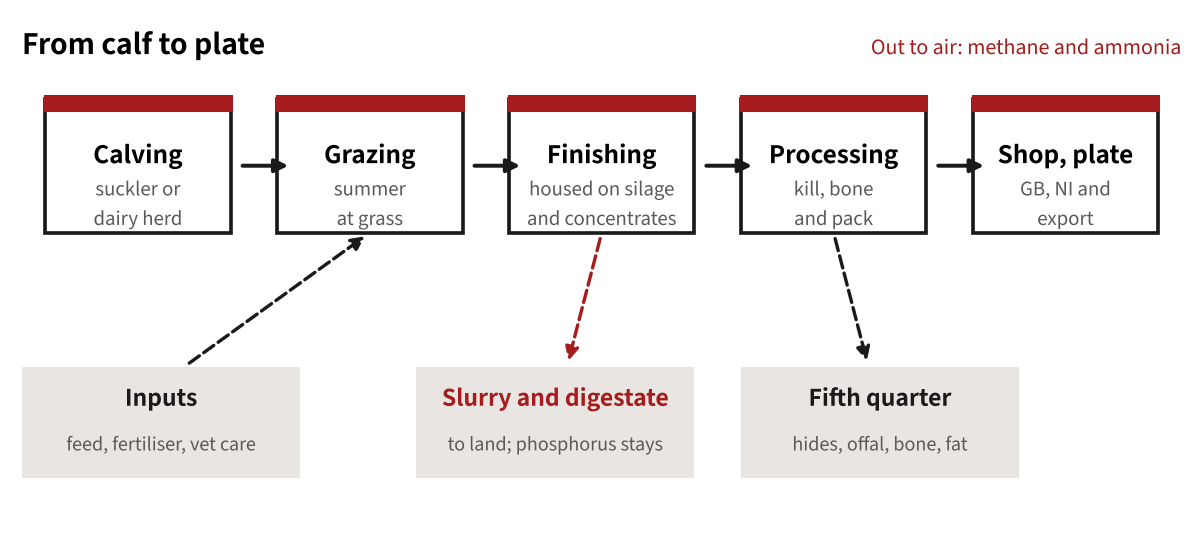 From calf to plate
Out to air: methane and ammonia
Calving
suckler or
dairy herd
Grazing
summer
at grass
Finishing
housed on silage
and concentrates
Processing
kill, bone
and pack
Shop, plate
GB, NI and
export
Inputs
feed, fertiliser, vet care
Slurry and digestate
to land; phosphorus stays
Fifth quarter
hides, offal, bone, fat